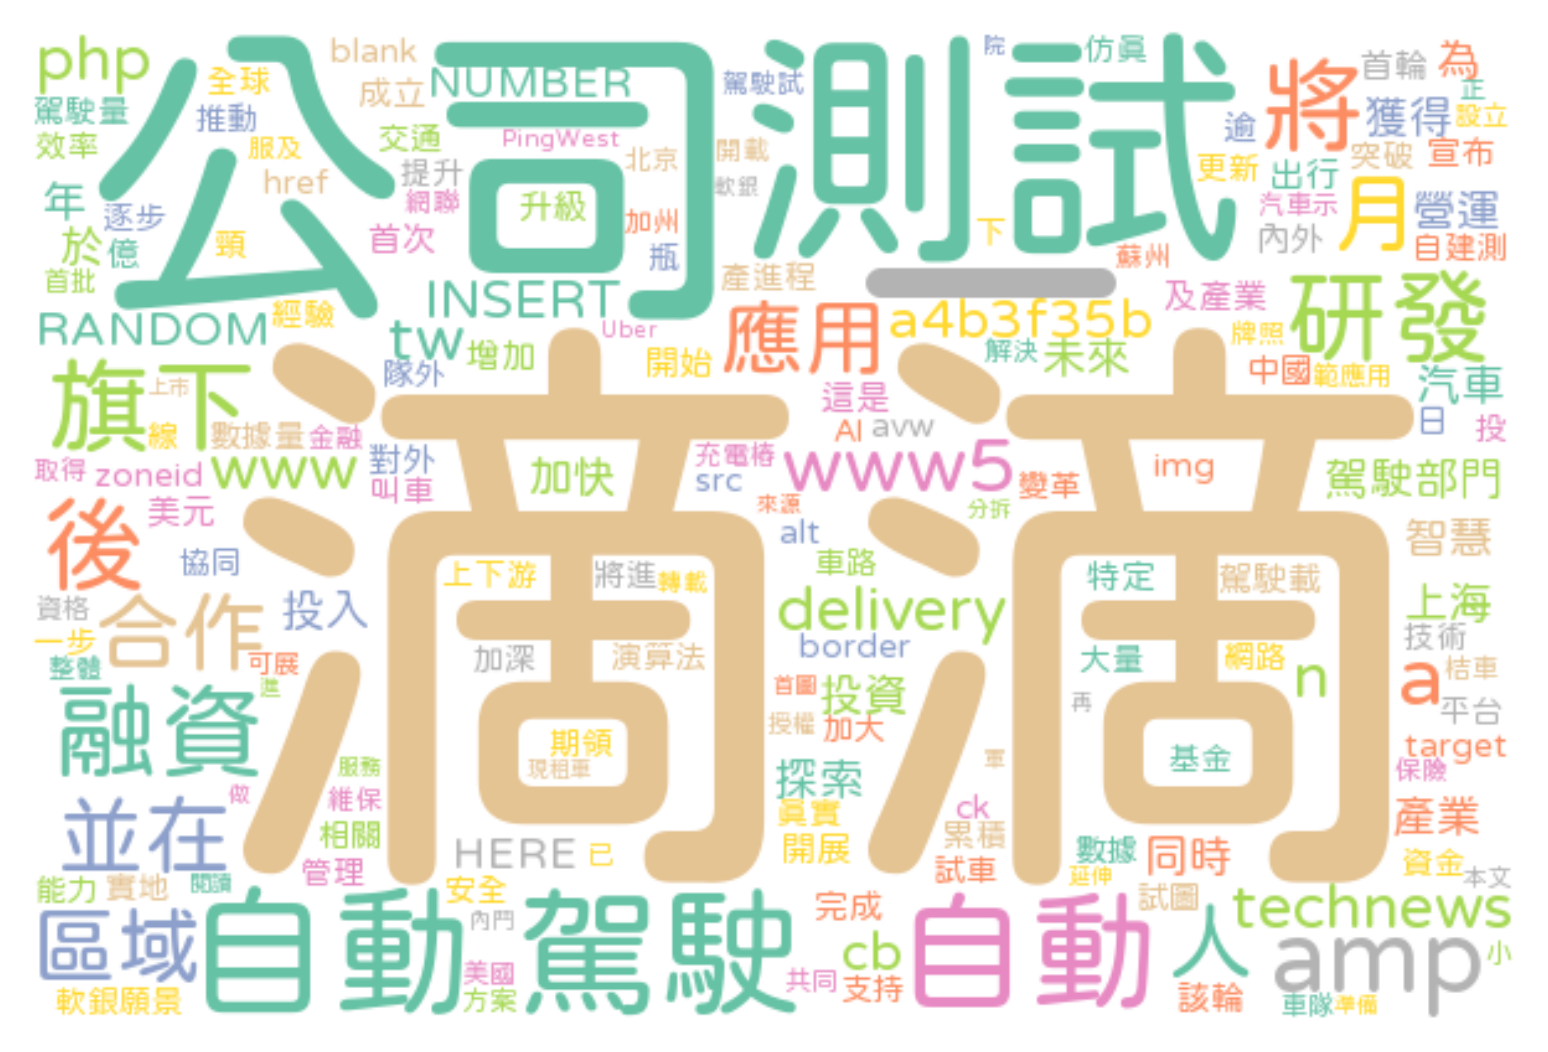 php
blank
全球
公司
NUMBER
成立
測試
院
仿真
首輪
為
將
正
駕駛量
推動
駕駛試
獲得
設立
逾
效率
服及
交通
PingWest
開載
北京
突破
宣布
href
提升
軟銀
更新
出行
月
年
逐步
升級
網聯
加州
汽車示
營運
於
億
頸
首次
瓶
下
內外
自建測
首批
產進程
蘇州
一
INSERT
及產業
研發
RANDOM
經驗
tw
Uber
應用
a4b3f35b
牌照
增加
開始
解決
未來
旗下
上市
隊外
滴滴
中國
範應用
汽車
線
數據量
金融
這是
AI
avw
日
投
取得
zoneid
www
對外
加快
充電樁
src
www5
變革
img
駕駛部門
叫車
後
美元
來源
分拆
alt
智慧
協同
上下游
將進
轉載
車路
特定
駕駛載
資格
合作
投入
delivery
上海
一步
border
技術
整體
可展
進
加深
演算法
大量
網路
n
a
桔車
融資
首圖
投資
再
平台
授權
加大
期領
target
現租車
基金
服務
探索
軍
保險
做
維保
真實
ck
產業
並在
相關
累積
HERE
已
開展
數據
同時
資金
管理
試車
延伸
本文
能力
實地
閱讀
安全
試圖
technews
區域
自動駕駛
內鬥
完成
自動
人
amp
cb
小
美國
共同
支持
軟銀願景
方案
該輪
車隊
準備